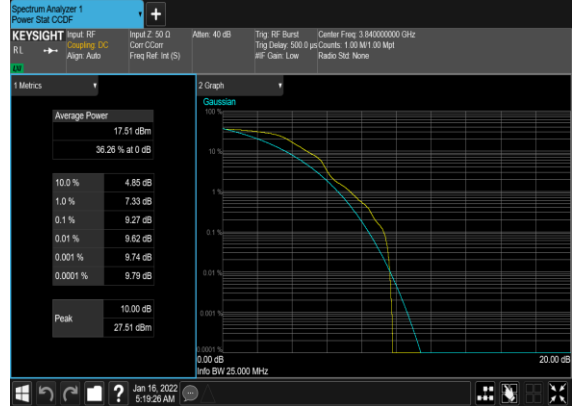 Spectrum Analyzer 1
Power Stat CCDF
KEYSIGHT
RL
Input: RF
Coupling: DC
Align: Auto
Input Z: 50 Ω
Corr CCorr
Freq Ref: Int (S)
Atten: 40 dB
Trig: RF Burst
Trig Delay: 500.0 µs
#IF Gain: Low
Center Freq: 3.840000000 GHz
Counts: 1.00 M/1.00 Mpt
Radio Std: None
1 Metrics
Average Power
17.51 dBm
36.26 % at 0 dB
10.0 % 4.85 dB
1.0 % 7.33 dB
0.1 % 9.27 dB
0.01 % 9.62 dB
0.001 % 9.74 dB
0.0001 % 9.79 dB
Peak
10.00 dB
27.51 dBm
2 Graph
Gaussian
100 %
10 %
1 %
0.1 %
0.01 %
0.001 %
0.0001 %
0.00 dB
20.00 dB
Info BW 25.000 MHz
?
Jan 16, 2022
5:19:26 AM